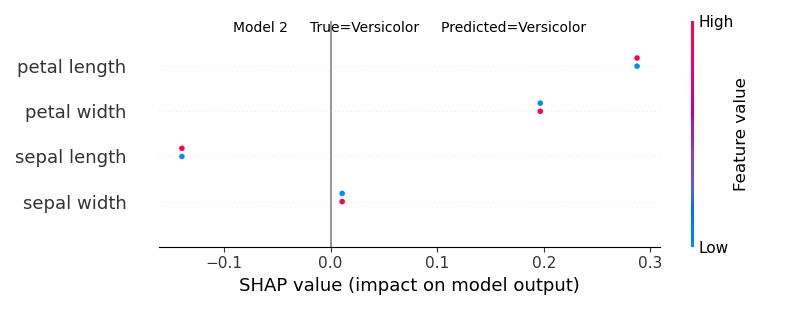 Model 2 True=Versicolor Predicted=Versicolor
High
petal length
petal width
sepal length
sepal width
Feature value
Low
−0.1 0.0 0.1 0.2 0.3
SHAP value (impact on model output)